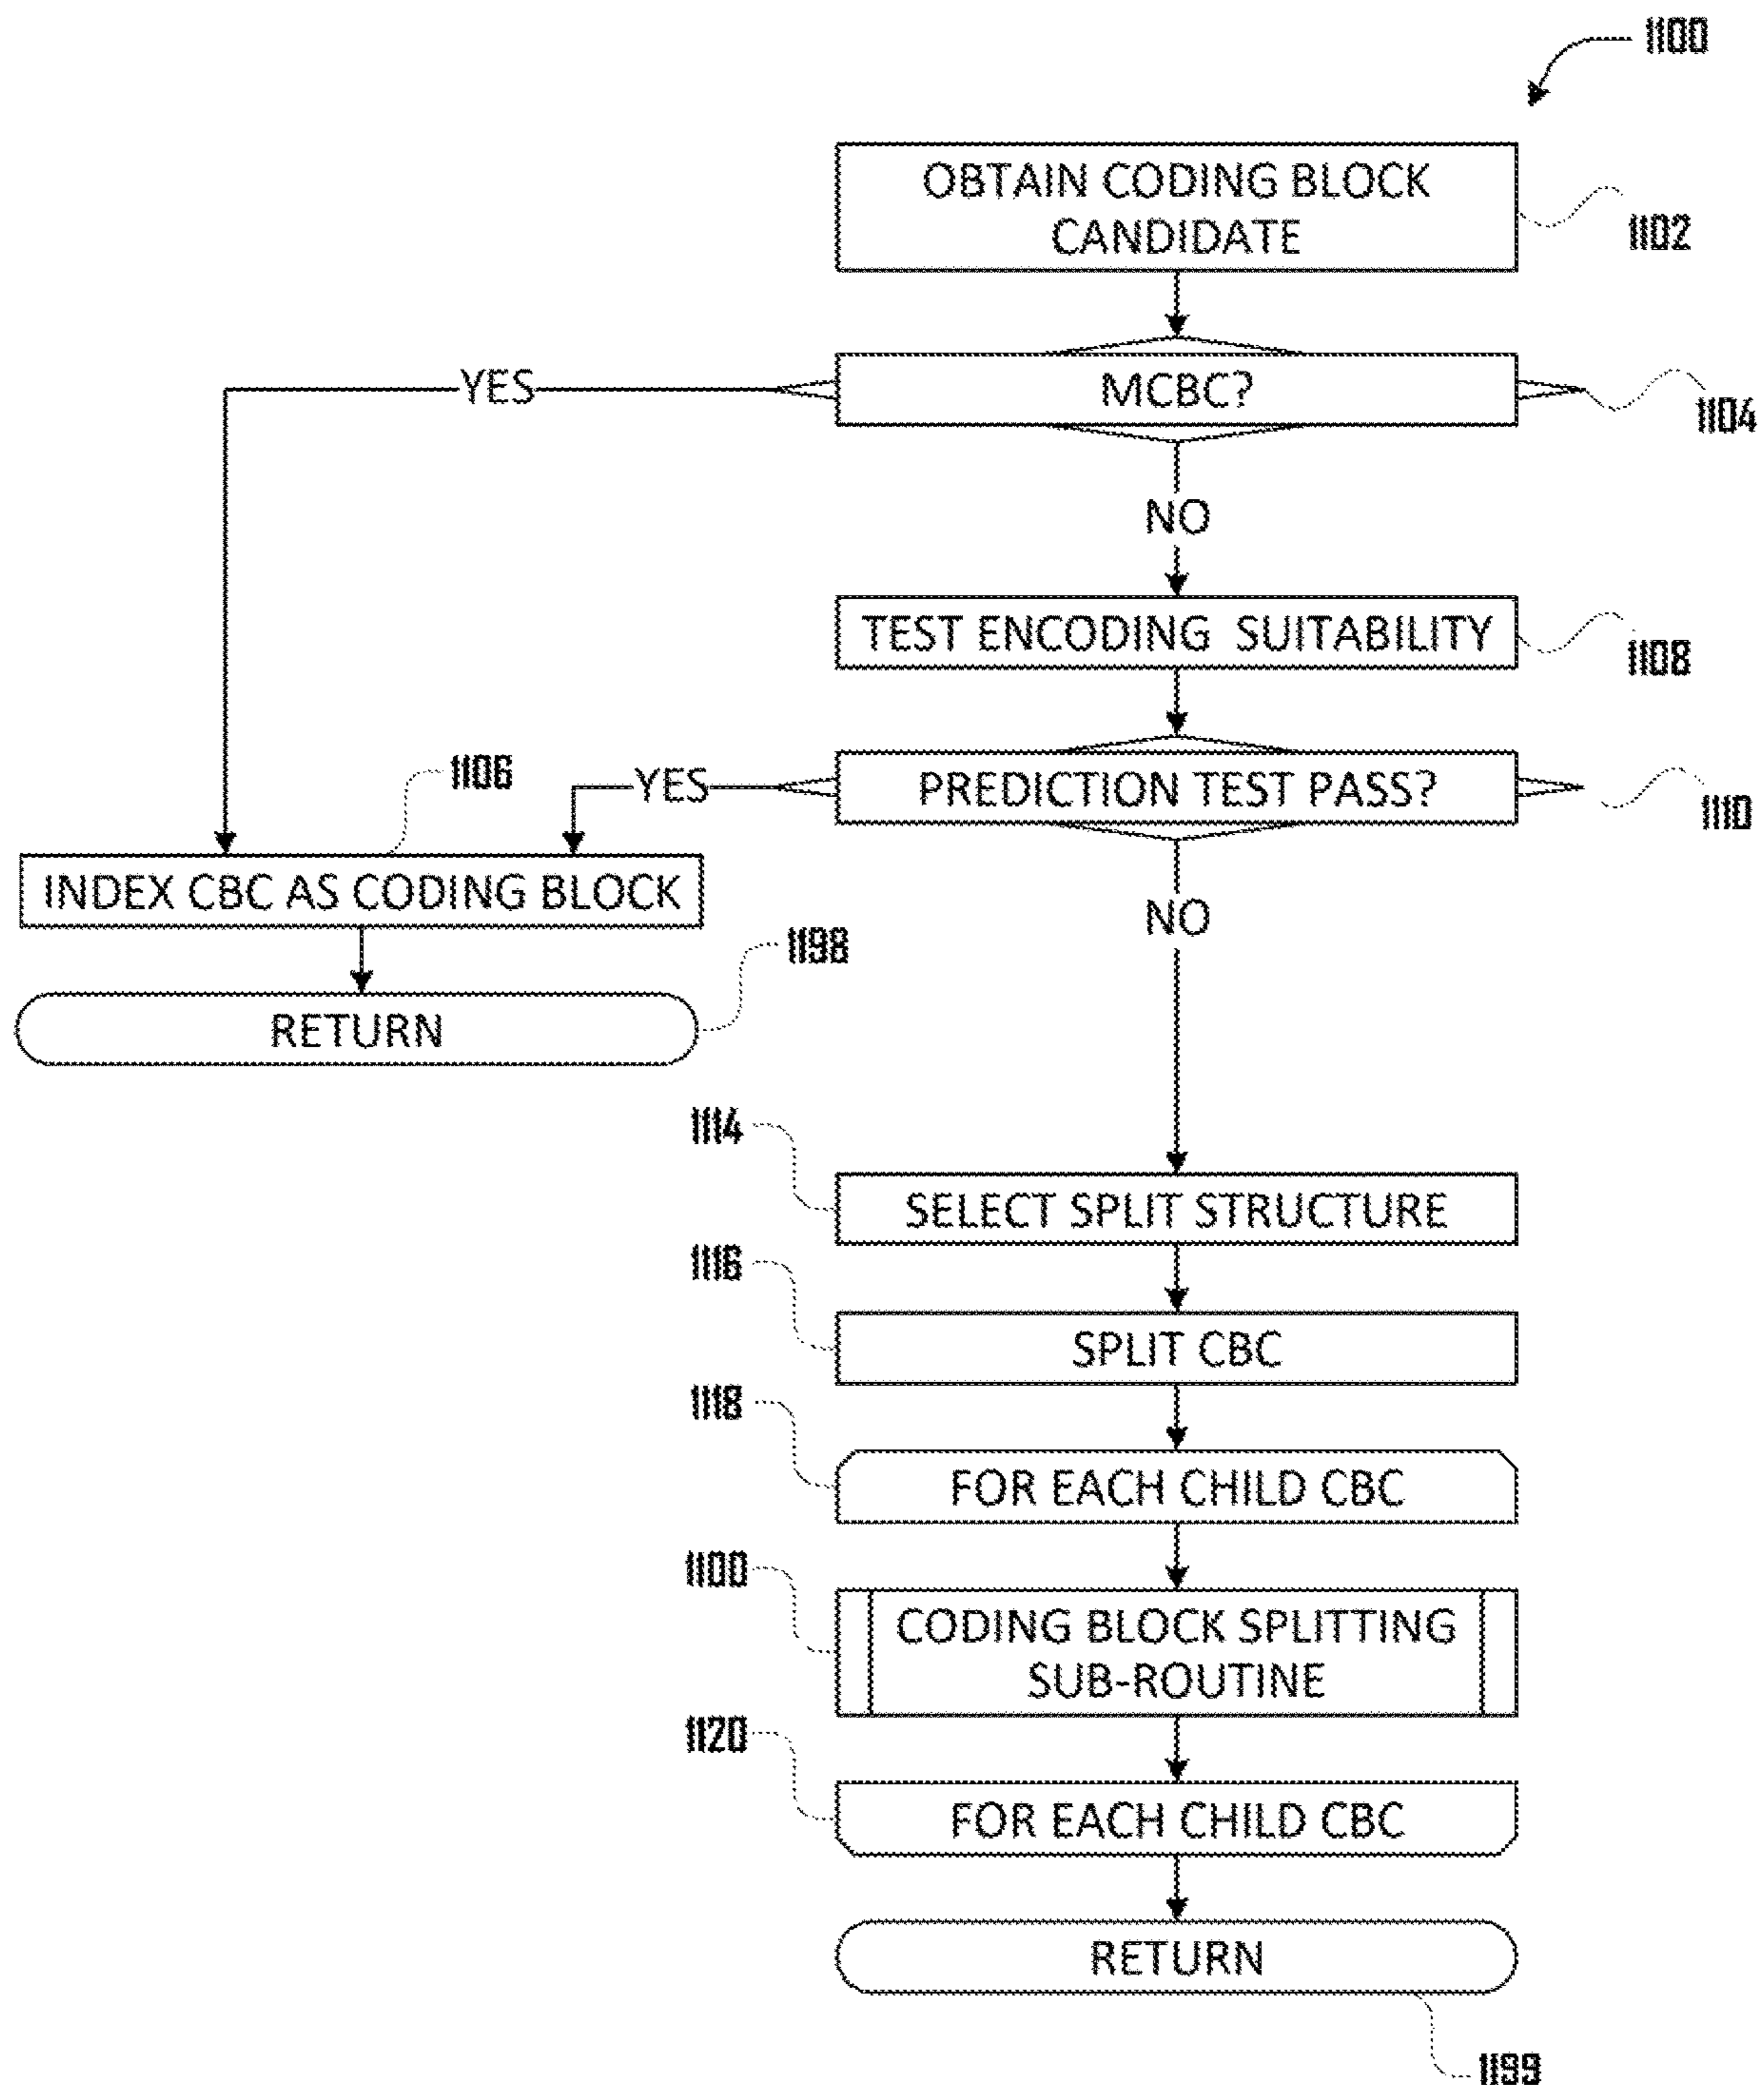 1100
OBTAIN CODING BLOCK
CANDIDATE
1102
YES
MCBC?
1104
NO
TEST ENCODING SUITABILITY
1108
1106
YES
PREDICTION TEST PASS?
1110
INDEX CBC AS CODING BLOCK
NO
1198
RETURN
1114
SELECT SPLIT STRUCTURE
1116
SPLIT CBC
1118
FOR EACH CHILD CBC
1100
CODING BLOCK SPLITTING
SUB-ROUTINE
1120
FOR EACH CHILD CBC
RETURN
1199